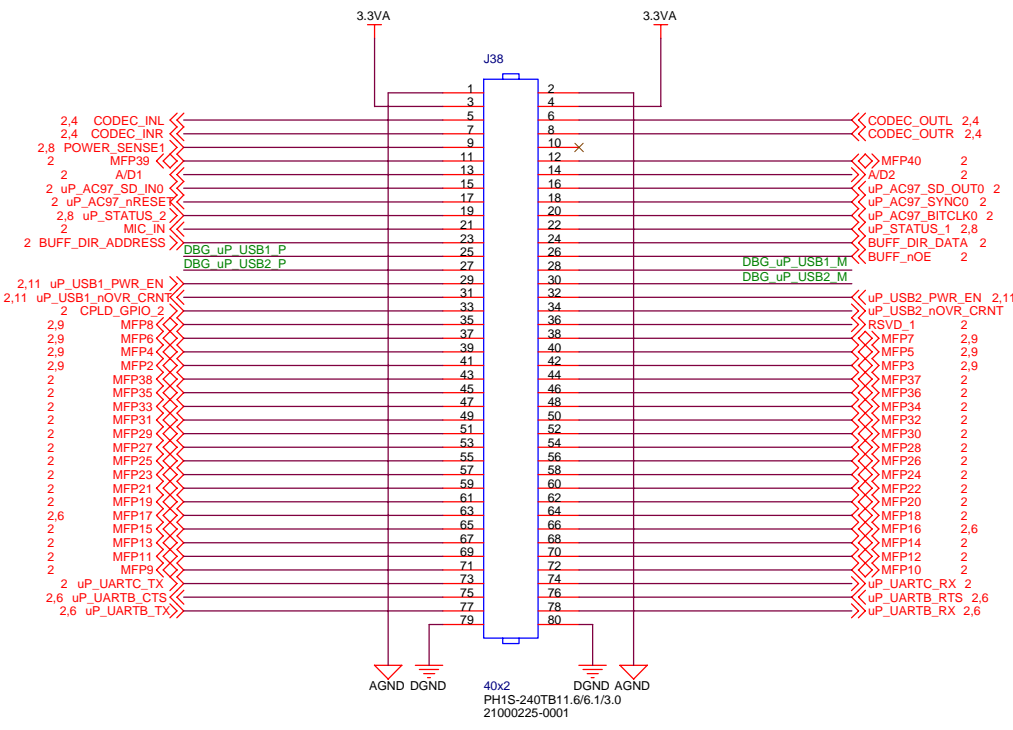 3.3VA 3.3VA
J38
1 2
3 4
2,4 CODEC_INL 5 6 CODEC_OUTL 2,4
2,4 CODEC_INR 7 8 CODEC_OUTR 2,4
2,8 POWER_SENSE1 9 10
2 MFP39 11 12 MFP40 2
2 A/D1 13 14 A/D2 2
2 uP_AC97_SD_IN0 15 16 uP_AC97_SD_OUT0 2
2 uP_AC97_nRESET 17 18 uP_AC97_SYNC0 2
2,8 uP_STATUS_2 19 20 uP_AC97_BITCLK0 2
2 MIC_IN 21 22 uP_STATUS_1 2,8
2 BUFF_DIR_ADDRESS 23 24 BUFF_DIR_DATA 2
DBG_uP_USB1_P 25 26 BUFF_nOE 2
DBG_uP_USB2_P 27 28 DBG_uP_USB1_M
2,11 uP_USB1_PWR_EN 29 30 DBG_uP_USB2_M
2,11 uP_USB1_nOVR_CRNT 31 32 uP_USB2_PWR_EN 2,11
2 CPLD_GPIO_2 33 34 uP_USB2_nOVR_CRNT
2,9 MFP8 35 36 RSVD_1 2
2,9 MFP6 37 38 MFP7 2,9
2,9 MFP4 39 40 MFP5 2,9
2,9 MFP2 41 42 MFP3 2,9
2 MFP38 43 44 MFP37 2
2 MFP35 45 46 MFP36 2
2 MFP33 47 48 MFP34 2
2 MFP31 49 50 MFP32 2
2 MFP29 51 52 MFP30 2
2 MFP27 53 54 MFP28 2
2 MFP25 55 56 MFP26 2
2 MFP23 57 58 MFP24 2
2 MFP21 59 60 MFP22 2
2 MFP19 61 62 MFP20 2
2,6 MFP17 63 64 MFP18 2
2 MFP15 65 66 MFP16 2,6
2 MFP13 67 68 MFP14 2
2 MFP11 69 70 MFP12 2
2 MFP9 71 72 MFP10 2
2 uP_UARTC_TX 73 74 uP_UARTC_RX 2
2,6 uP_UARTB_CTS 75 76 uP_UARTB_RTS 2,6
2,6 uP_UARTB_TX 77 78 uP_UARTB_RX 2,6
79 80
AGND DGND 40x2 DGND AGND
PH1S-240TB11.6/6.1/3.0
21000225-0001